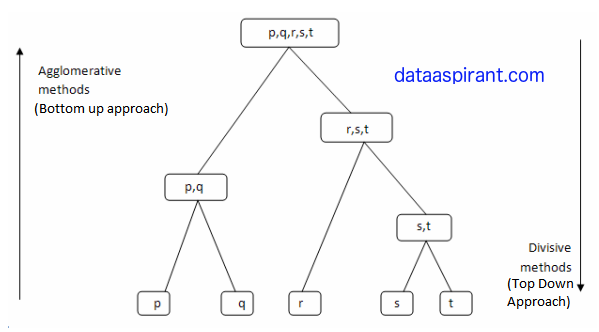 p,q,r,s,t
Agglomerative
methods
(Bottom up approach)
dataaspirant.com
r,s,t
p,q
s,t
Divisive
methods
(Top Down
Approach)
p
q
r
s
t